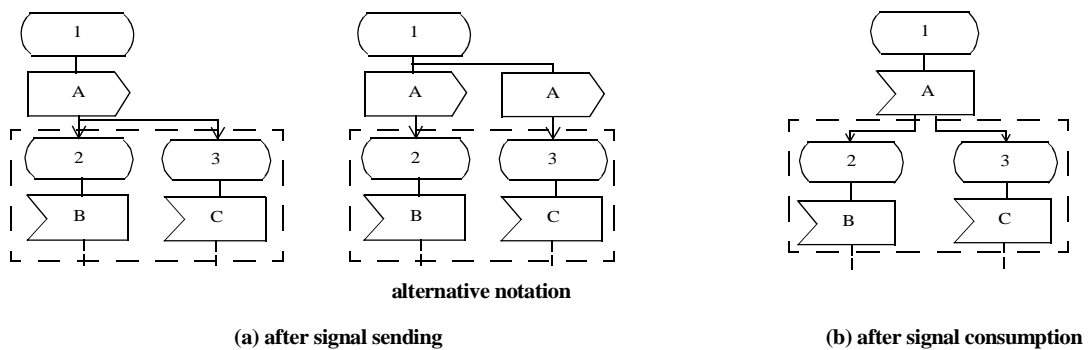 1
A
2
3
B
C
1
A
A
2
3
B
C
alternative notation
(a) after signal sending
1
A
2
3
B
C
(b) after signal consumption